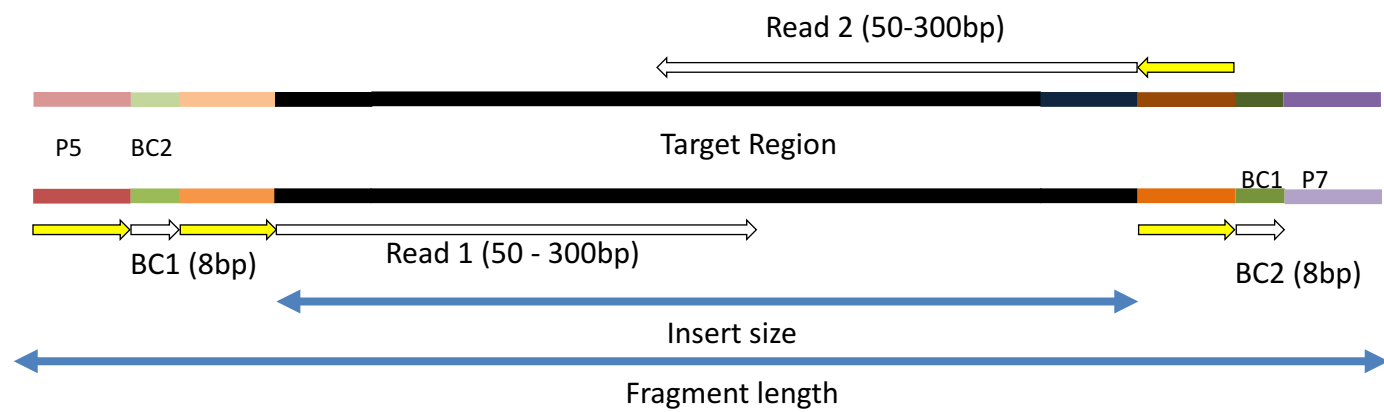 Read 2 (50-300bp)
P5
BC2
Target Region
BC1
P7
BC1 (8bp)
Read 1 (50 - 300bp)
BC2 (8bp)
Insert size
Fragment length